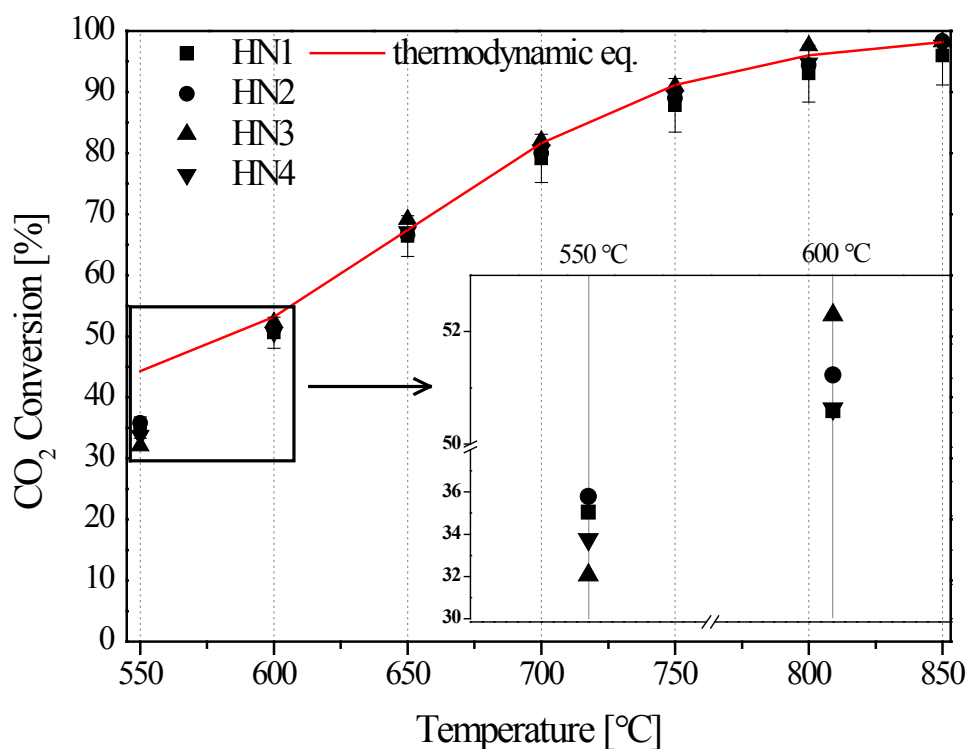 100
90
80
70
60
50
40
30
20
10
0
CO₂ Conversion [%]
HN1
thermodynamic eq.
HN2
HN3
HN4
550 °C
600 °C
52
50
36
34
32
30
550
600
650
700
750
800
850
Temperature [°C]